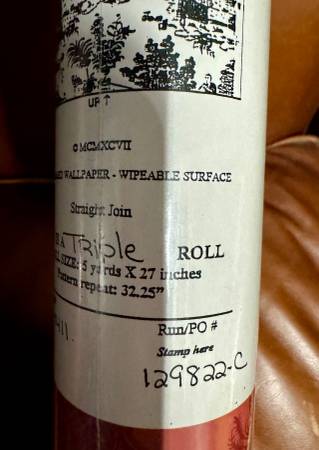 UP ↑
© MCMXCVII
WALLPAPER - WIPEABLE SURFACE
Straight Join
A Triple ROLL
SIZE: 5 yards X 27 inches
Pattern repeat: 32.25"
Run/PO #
Stamp here
129822-C